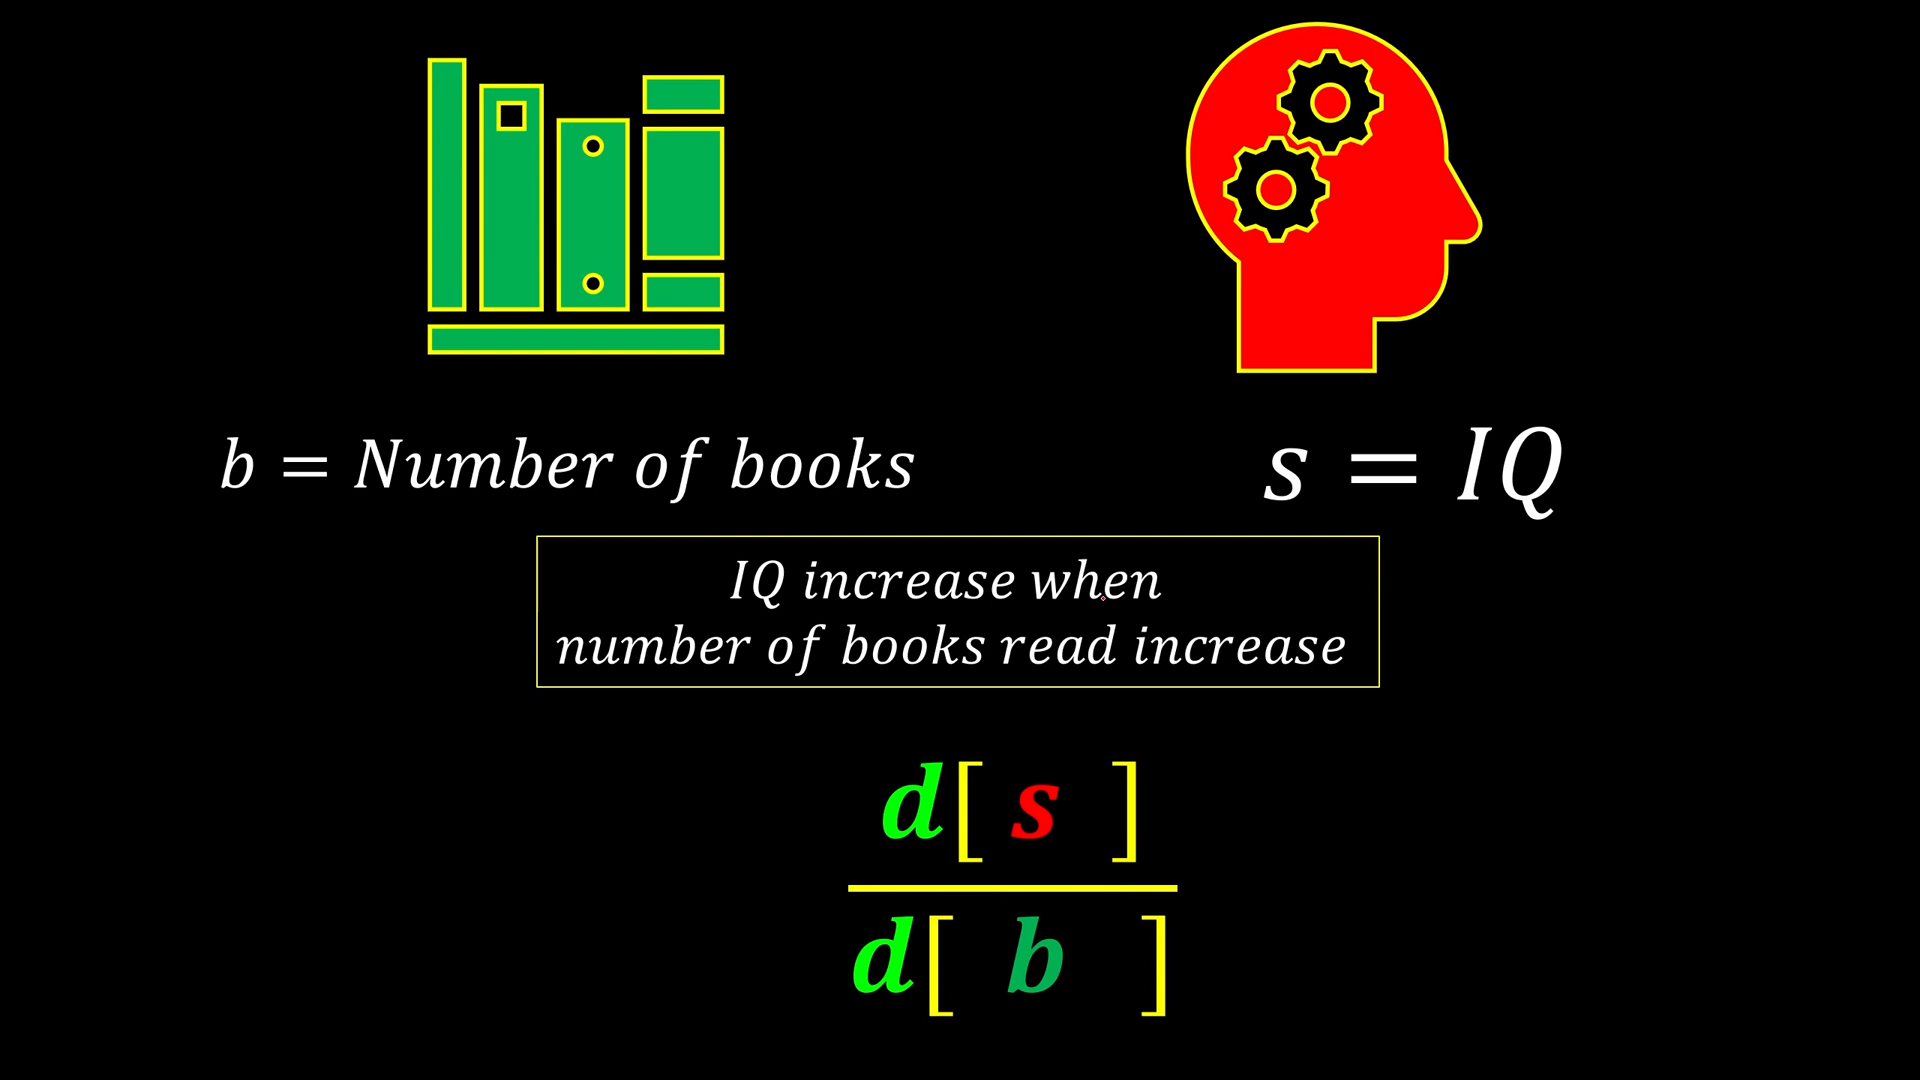 b = Number of books
s = IQ
IQ increase when
number of books read increase
d[ s ]
d[ b ]